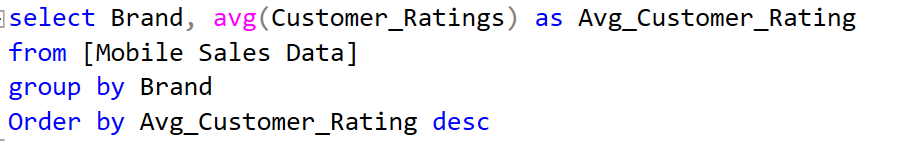 select Brand, avg(Customer_Ratings) as Avg_Customer_Rating
from [Mobile Sales Data]
group by Brand
Order by Avg_Customer_Rating desc